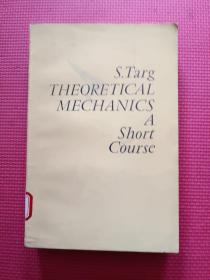 S.Targ
THEORETICAL
MECHANICS
A
Short
Course